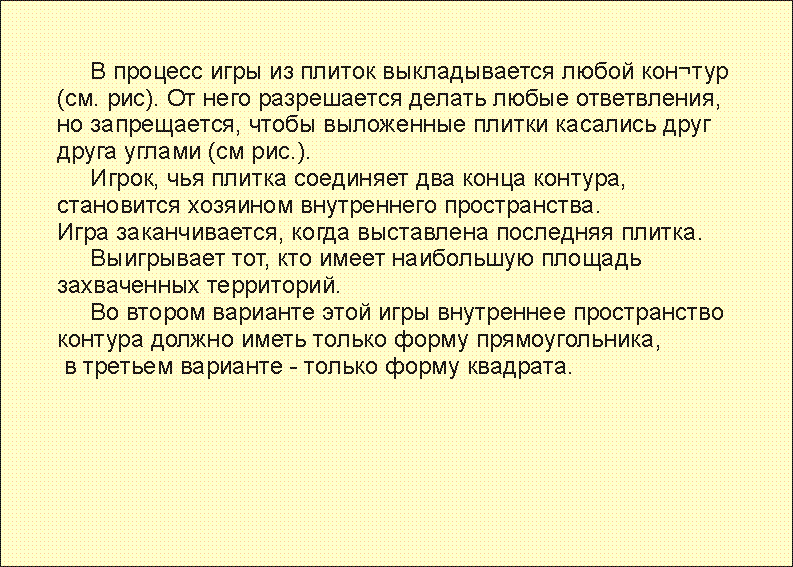 В процесс игры из плиток выкладывается любой кон¬тур
(см. рис). От него разрешается делать любые ответвления,
но запрещается, чтобы выложенные плитки касались друг
друга углами (см рис.).
Игрок, чья плитка соединяет два конца контура,
становится хозяином внутреннего пространства.
Игра заканчивается, когда выставлена последняя плитка.
Выигрывает тот, кто имеет наибольшую площадь
захваченных территорий.
Во втором варианте этой игры внутреннее пространство
контура должно иметь только форму прямоугольника,
в третьем варианте - только форму квадрата.